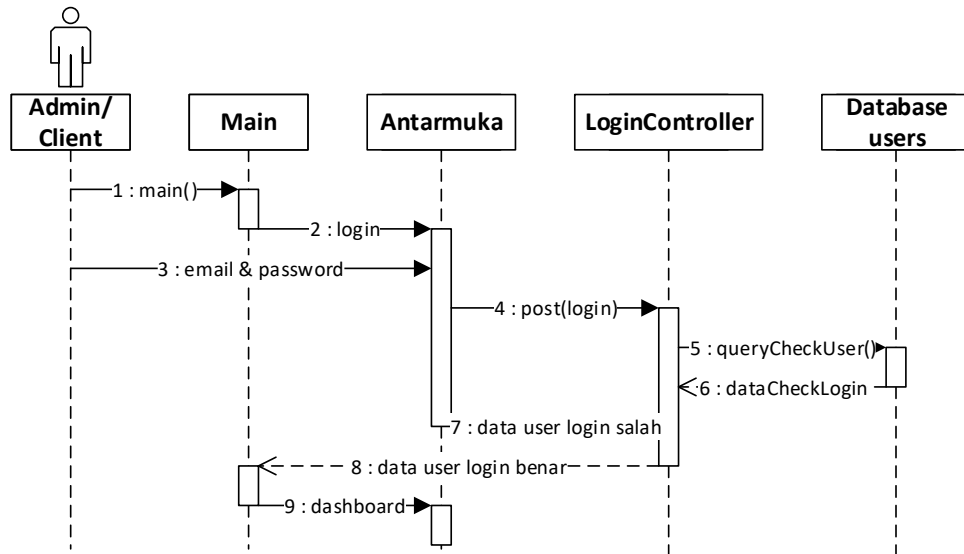 Admin/
Client
Main
Antarmuka
LoginController
Database
users
1 : main()
2 : login
3 : email & password
4 : post(login)
5 : queryCheckUser()
6 : dataCheckLogin
7 : data user login salah
8 : data user login benar
9 : dashboard